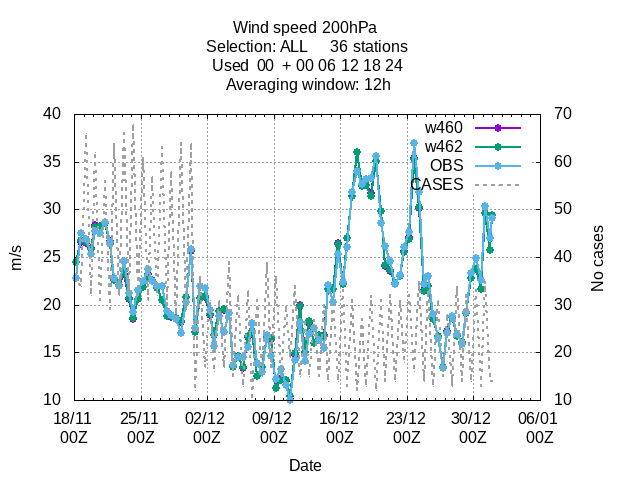 Wind speed 200hPa
Selection: ALL 36 stations
Used 00 + 00 06 12 18 24
Averaging window: 12h
40 70
w460
w462
35 60
OBS
CASES
30 50
m/s
25 40
No cases
20 30
15 20
10 10
18/11 25/11 02/12 09/12 16/12 23/12 30/12 06/01
00Z 00Z 00Z 00Z 00Z 00Z 00Z 00Z
Date